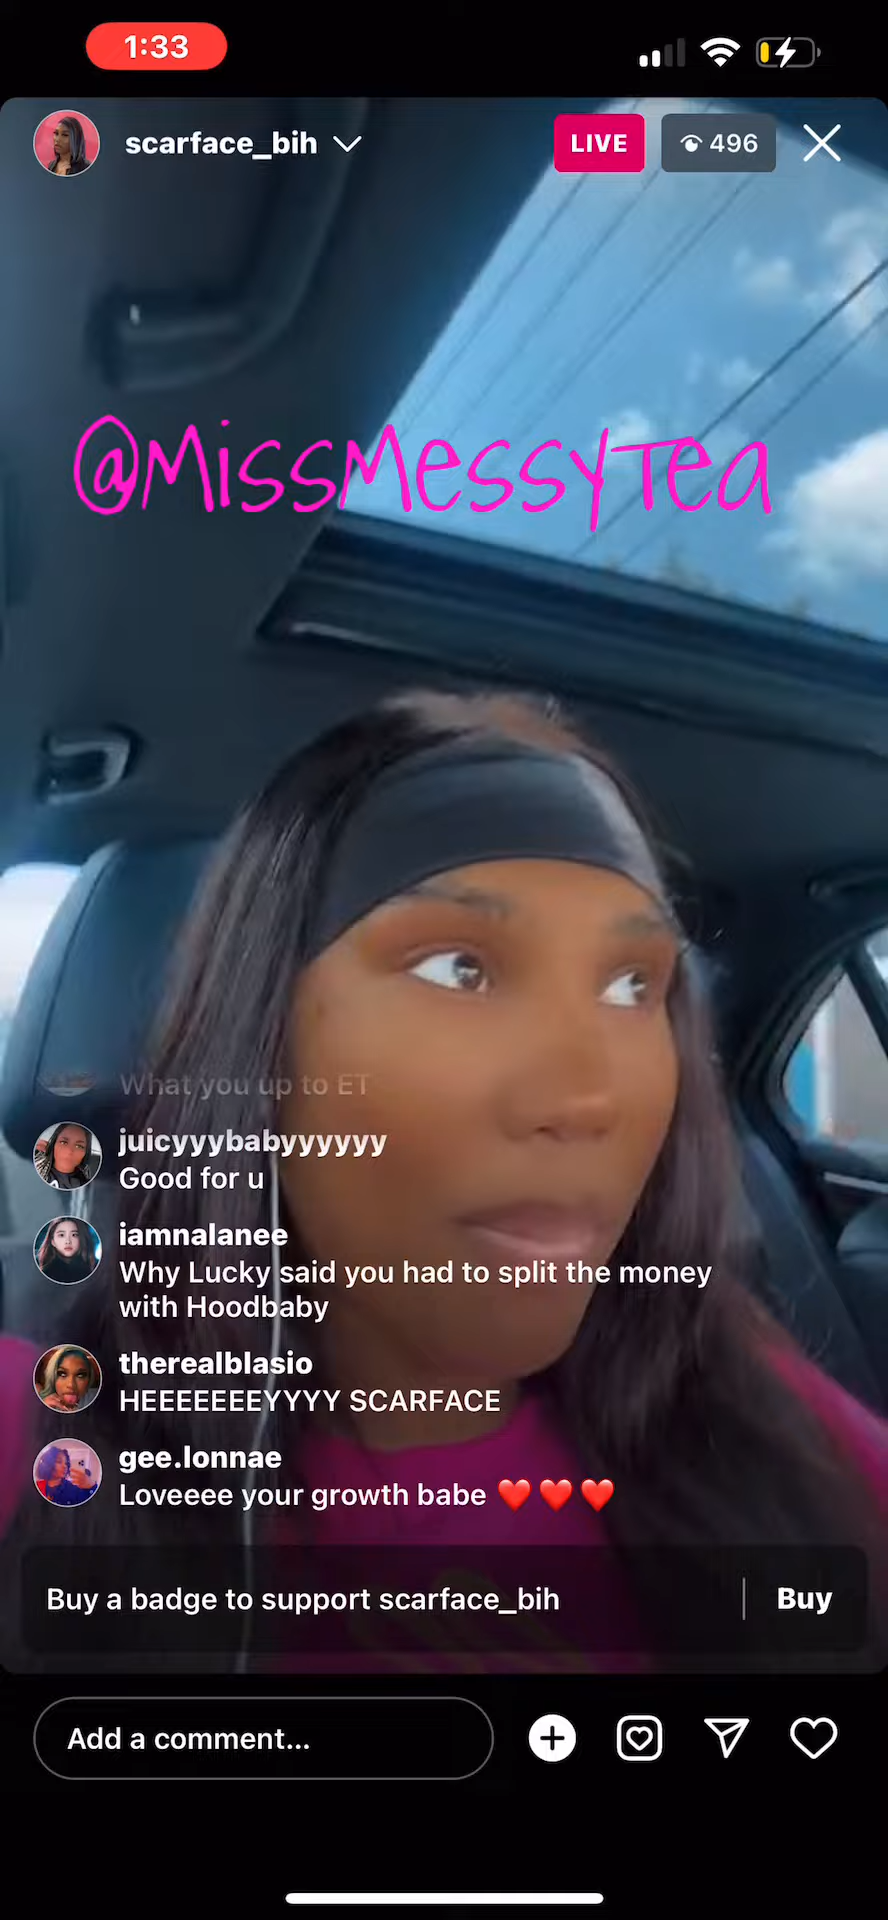 1:33
scarface_bih
LIVE
496
@MissMessyTea
What you up to ET
juicyyybabyyyyyy
Good for u
iamnalanee
Why Lucky said you had to split the money
with Hoodbaby
therealblasio
HEEEEEEEYYYY SCARFACE
gee.lonnae
Loveeee your growth babe ❤️❤️❤️
Buy a badge to support scarface_bih
Buy
Add a comment...